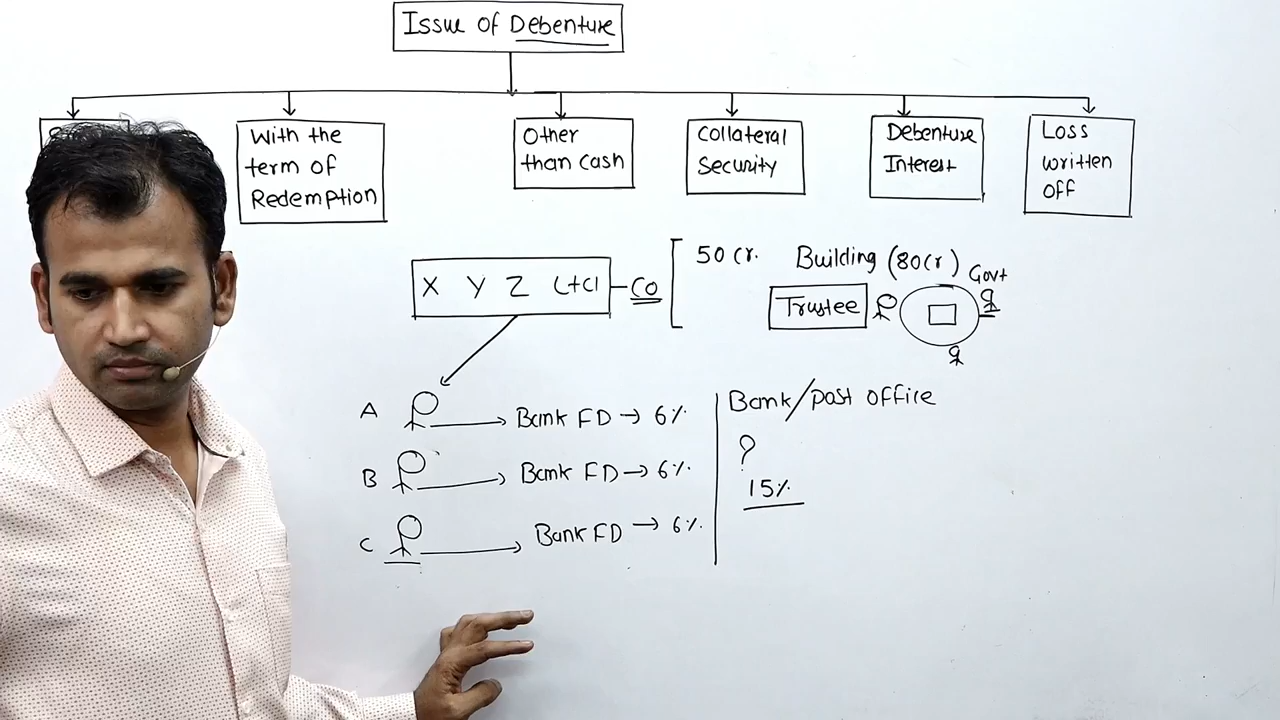 Issue of Debenture
With the
term of
Redemption
Other
than cash
Collateral
Security
Debenture
Interest
Loss
written
off
X Y Z Ltd
CO
50 Cr.
Building (80Cr)
Govt
Trustee
A
Bank FD → 6%
B
Bank FD → 6%
C
Bank FD → 6%
Bank/post office
?
15%